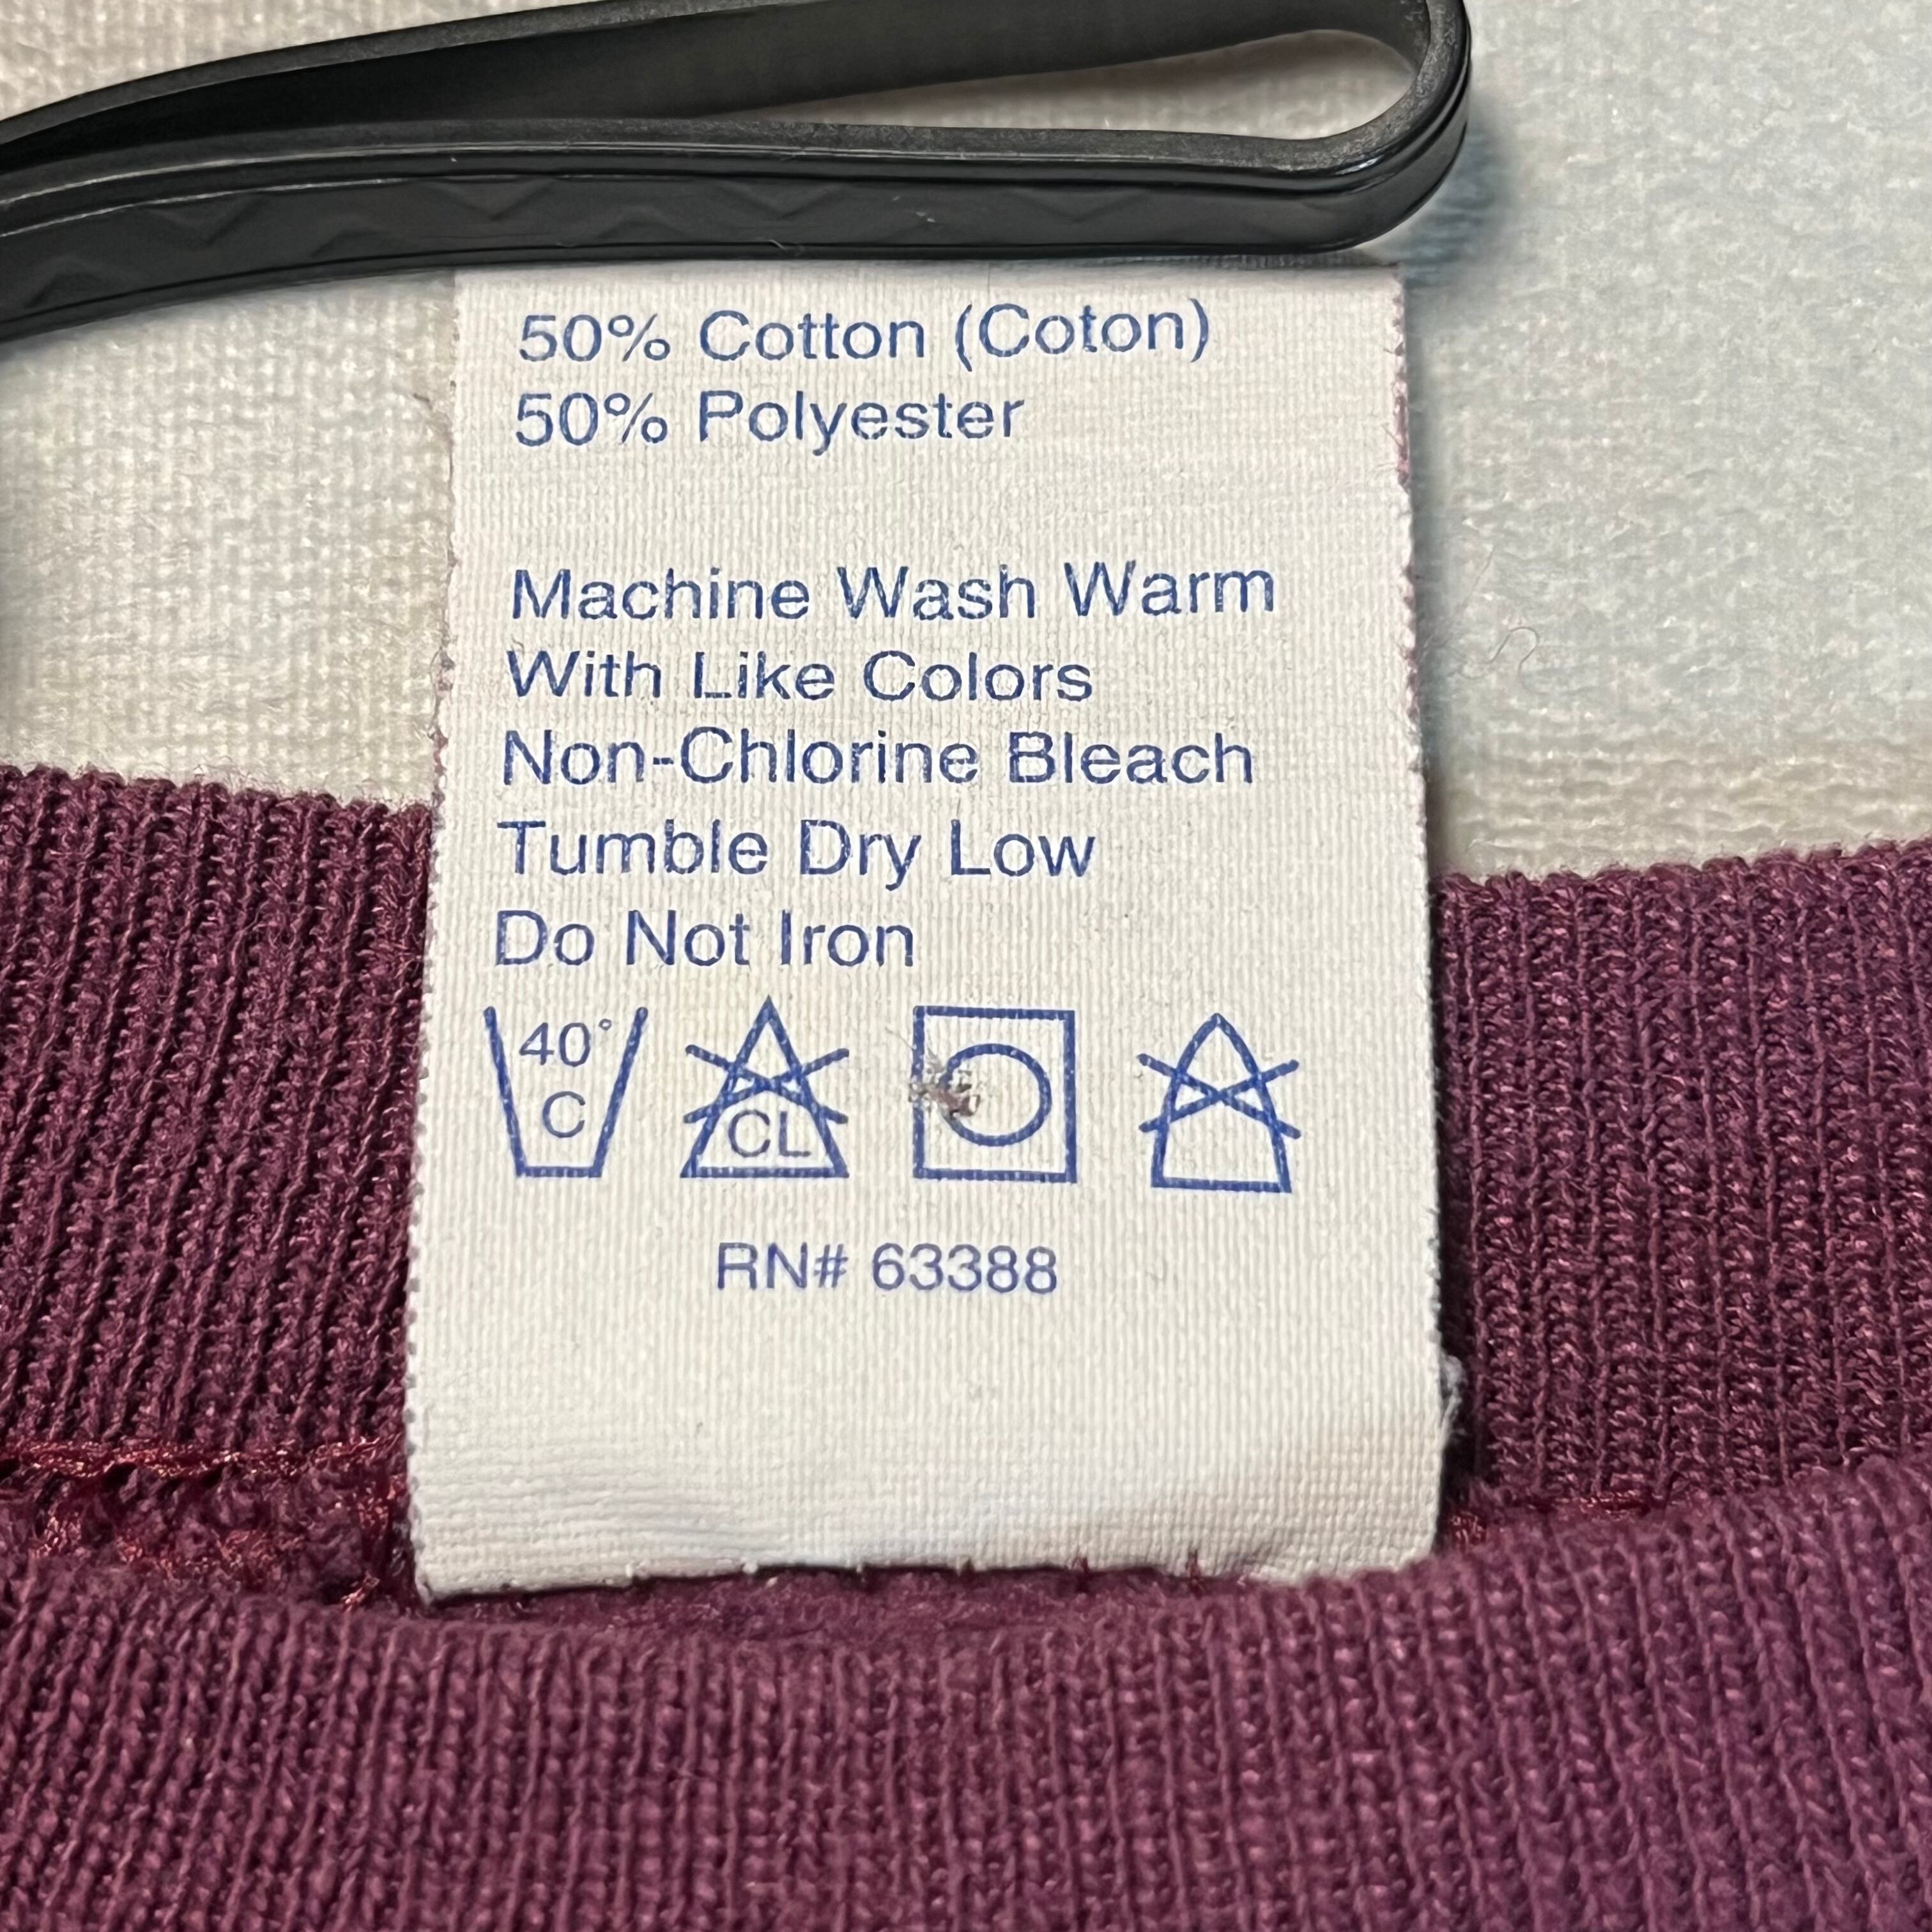 50% Cotton (Coton)
50% Polyester
Machine Wash Warm
With Like Colors
Non-Chlorine Bleach
Tumble Dry Low
Do Not Iron
40°
C
CL
RN# 63388